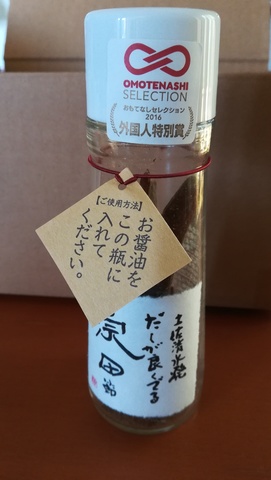 OMOTENASHI
SELECTION
おもてなしセレクション
2016
外国人特別賞
【ご使用方法】
お醤油を
この瓶に
入れて
ください。
土佐清水発
だしが良くでる
宗田節